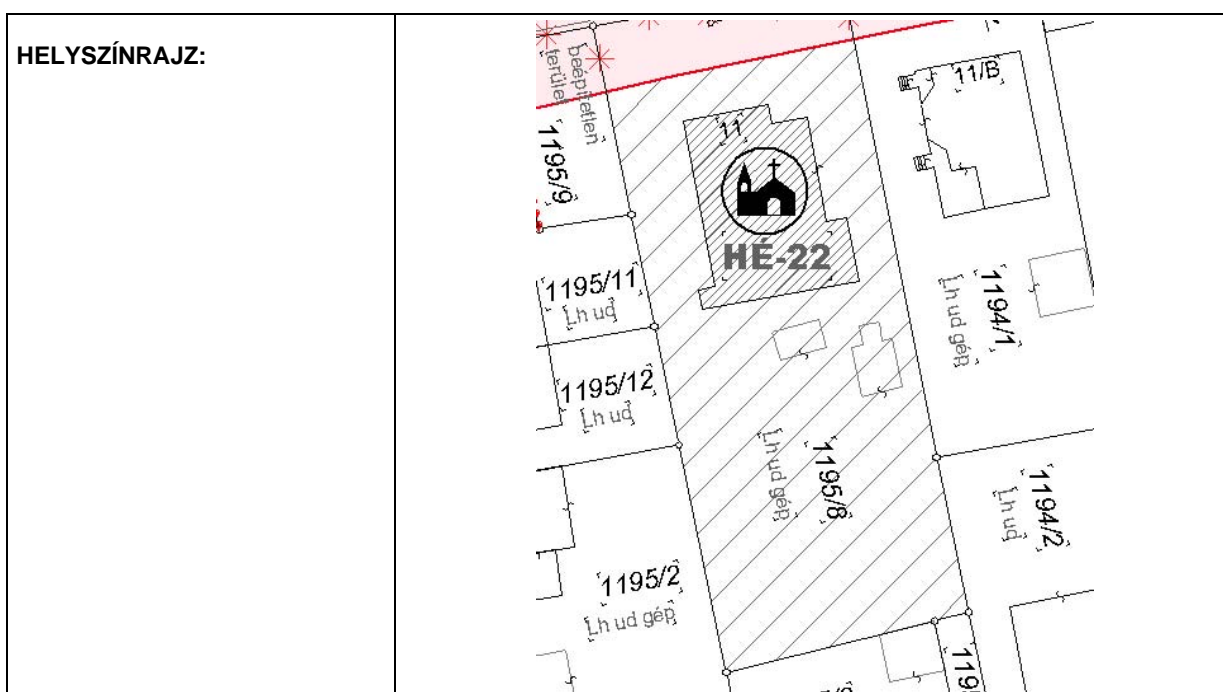 HELYSZÍNRAJZ:
beépítetlen
terület
1195/9
11
11/B
HÉ-22
1195/11
Lh ud
1194/1
Lh ud gép
1195/12
Lh ud
1195/8
Lh ud gép
1194/2
Lh ud
1195/2
Lh ud gép